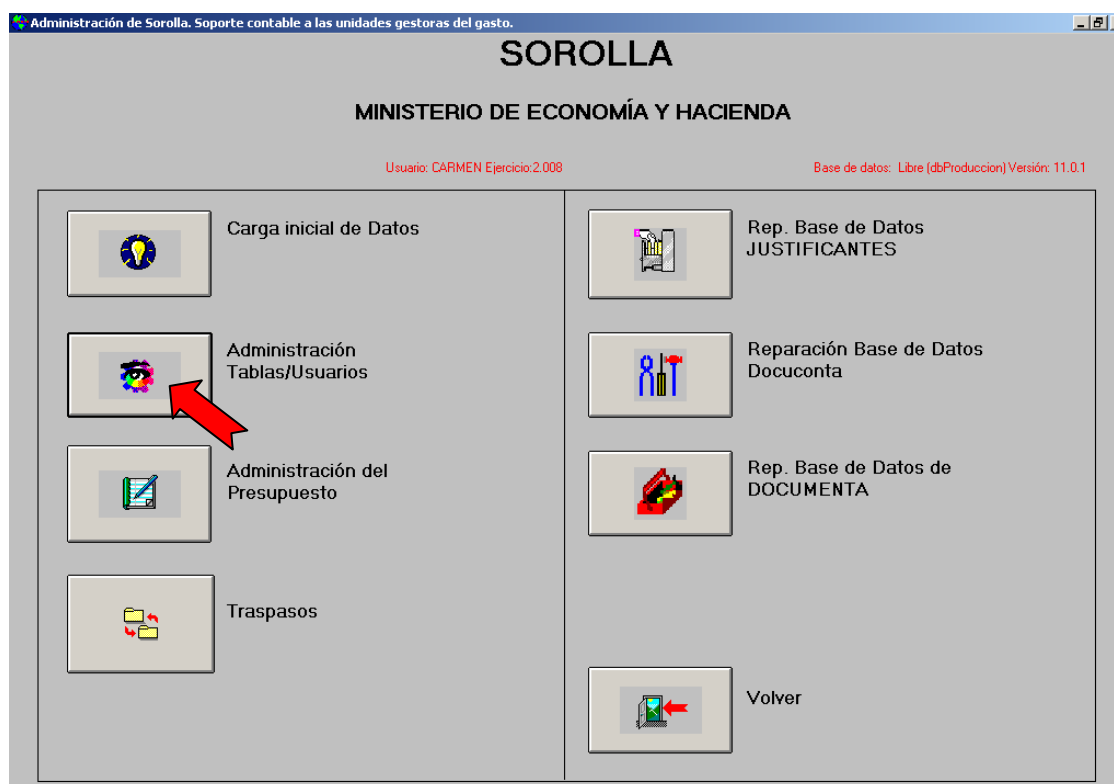 Administración de Sorolla. Soporte contable a las unidades gestoras del gasto.
SOROLLA
MINISTERIO DE ECONOMÍA Y HACIENDA
Usuario: CARMEN Ejercicio:2.008
Base de datos: Libre (dbProduccion) Versión: 11.0.1
Carga inicial de Datos
Administración
Tablas/Usuarios
Administración del
Presupuesto
Traspasos
Rep. Base de Datos
JUSTIFICANTES
Reparación Base de Datos
Docuconta
Rep. Base de Datos de
DOCUMENTA
Volver